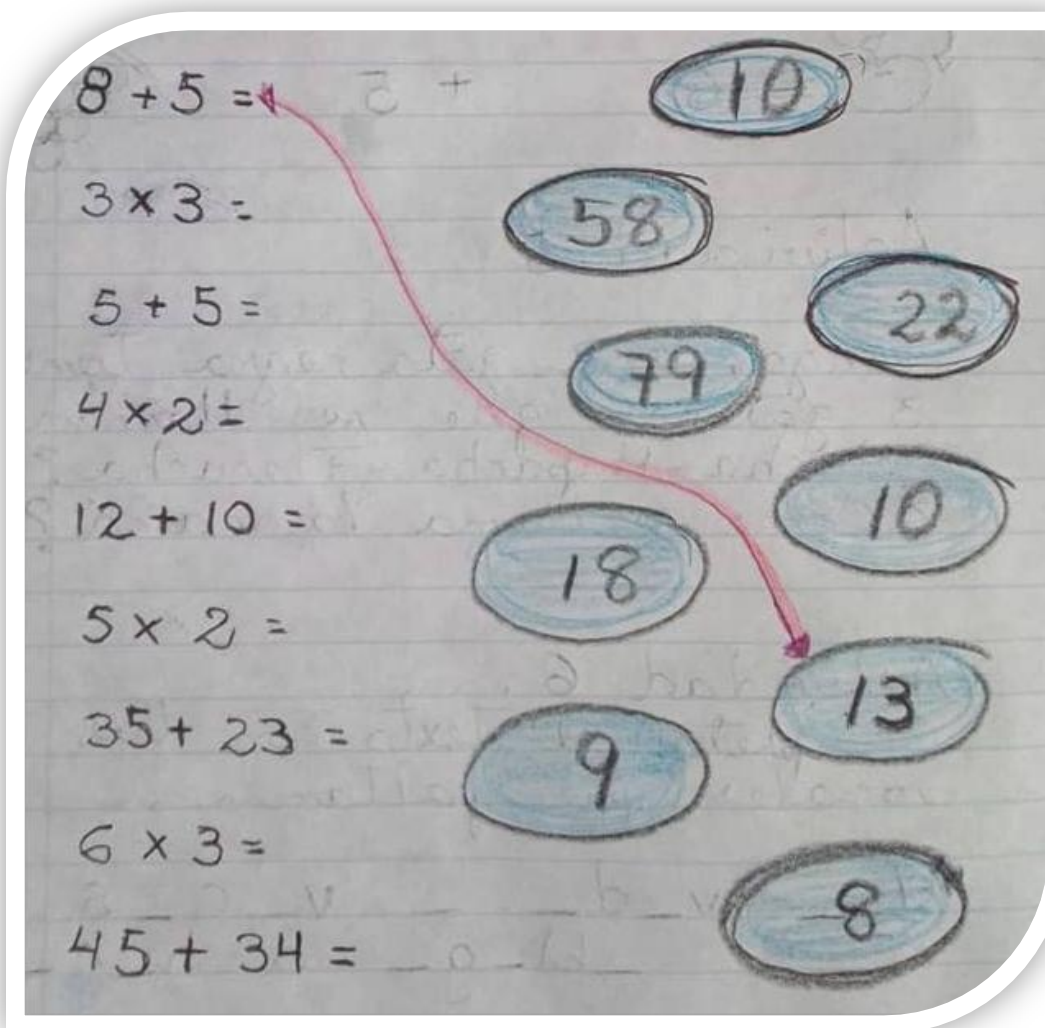 8 + 5 =
10
3 x 3 =
58
5 + 5 =
22
79
4 x 2 =
12 + 10 =
10
18
5 x 2 =
13
35 + 23 =
9
6 x 3 =
8
45 + 34 =